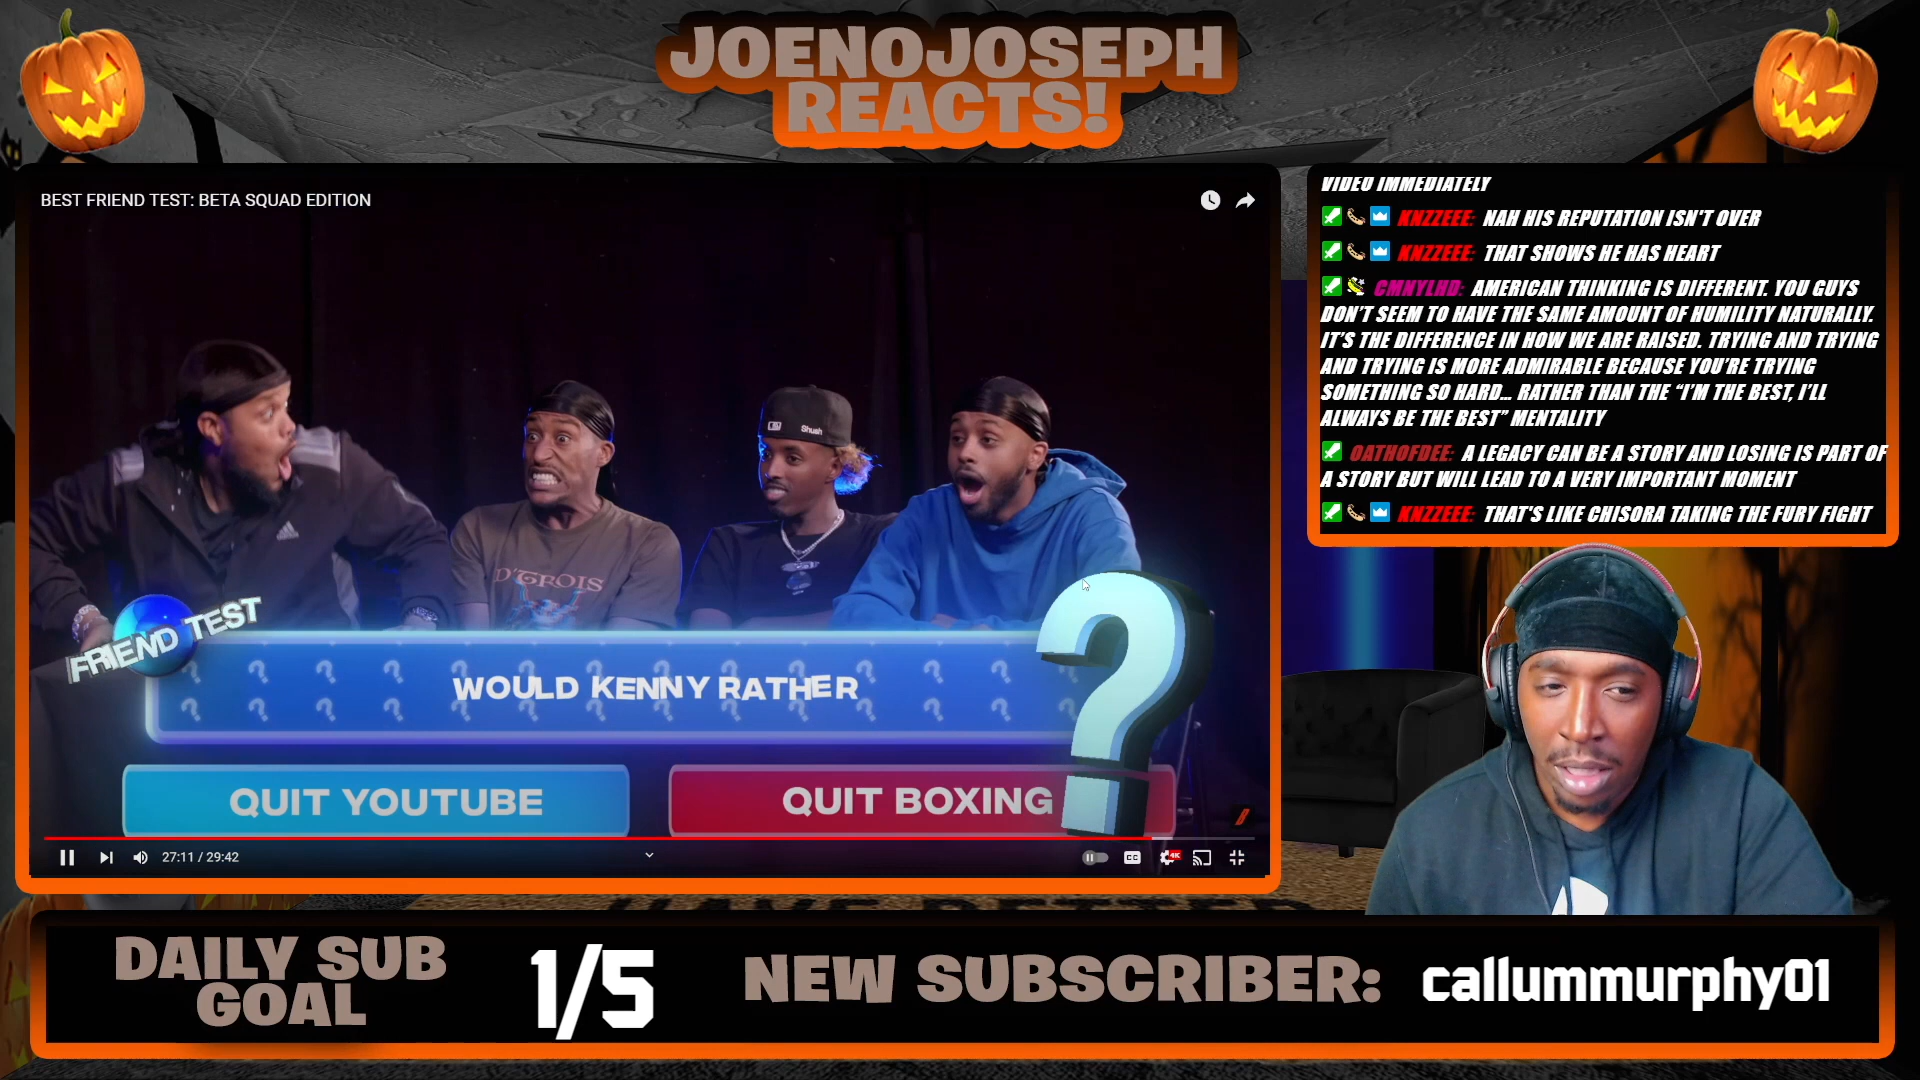 JOENOJOSEPH
REACTS!
BEST FRIEND TEST: BETA SQUAD EDITION
Shush
D'GROIS
FRIEND TEST
WOULD KENNY RATHER
QUIT YOUTUBE
QUIT BOXING
27:11 / 29:42
CC
4K
VIDEO IMMEDIATELY
KNZZEEE: NAH HIS REPUTATION ISN'T OVER
KNZZEEE: THAT SHOWS HE HAS HEART
CMNYLHD: AMERICAN THINKING IS DIFFERENT. YOU GUYS
DON'T SEEM TO HAVE THE SAME AMOUNT OF HUMILITY NATURALLY.
IT'S THE DIFFERENCE IN HOW WE ARE RAISED. TRYING AND TRYING
AND TRYING IS MORE ADMIRABLE BECAUSE YOU'RE TRYING
SOMETHING SO HARD... RATHER THAN THE “I'M THE BEST, I'LL
ALWAYS BE THE BEST” MENTALITY
OATHOFDEE: A LEGACY CAN BE A STORY AND LOSING IS PART OF
A STORY BUT WILL LEAD TO A VERY IMPORTANT MOMENT
KNZZEEE: THAT'S LIKE CHISORA TAKING THE FURY FIGHT
DAILY SUB
GOAL
1/5
NEW SUBSCRIBER:
callummurphy01